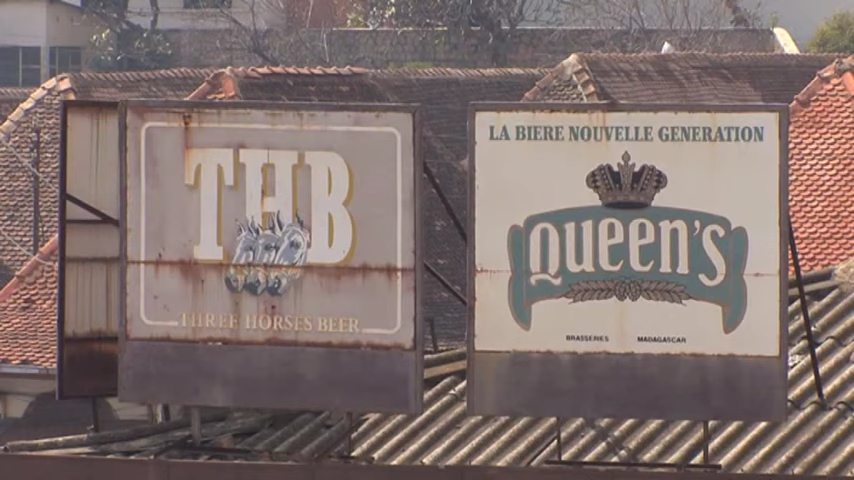 THB
THREE HORSES BEER
LA BIERE NOUVELLE GENERATION
QUEEN'S
BRASSERIES MADAGASCAR